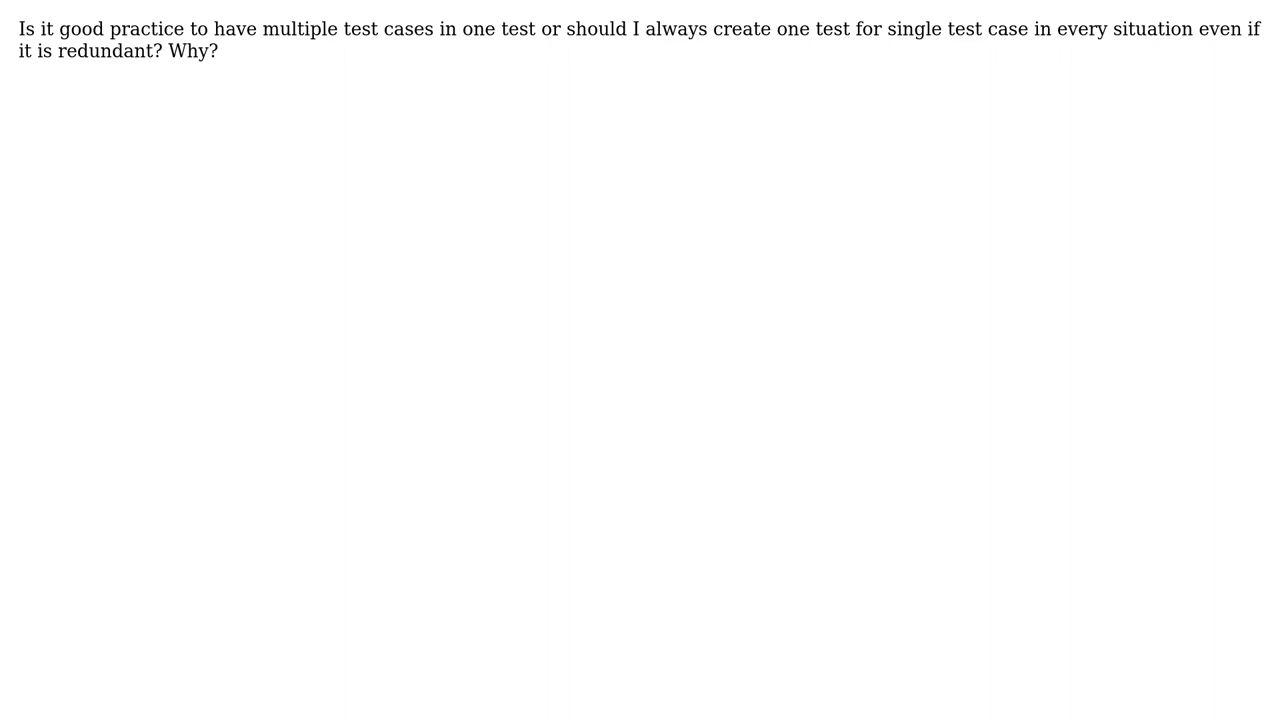 Is it good practice to have multiple test cases in one test or should I always create one test for single test case in every situation even if
it is redundant? Why?